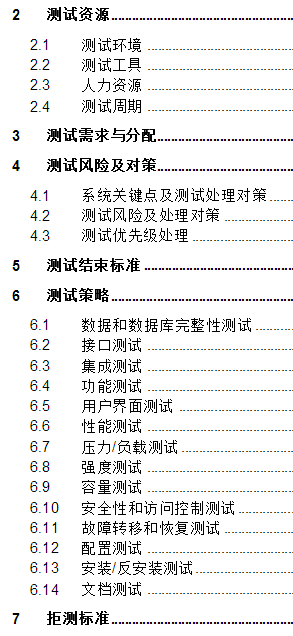 2 测试资源
2.1 测试环境
2.2 测试工具
2.3 人力资源
2.4 测试周期
3 测试需求与分配
4 测试风险及对策
4.1 系统关键点及测试处理对策
4.2 测试风险及处理对策
4.3 测试优先级处理
5 测试结束标准
6 测试策略
6.1 数据和数据库完整性测试
6.2 接口测试
6.3 集成测试
6.4 功能测试
6.5 用户界面测试
6.6 性能测试
6.7 压力/负载测试
6.8 强度测试
6.9 容量测试
6.10 安全性和访问控制测试
6.11 故障转移和恢复测试
6.12 配置测试
6.13 安装/反安装测试
6.14 文档测试
7 拒测标准